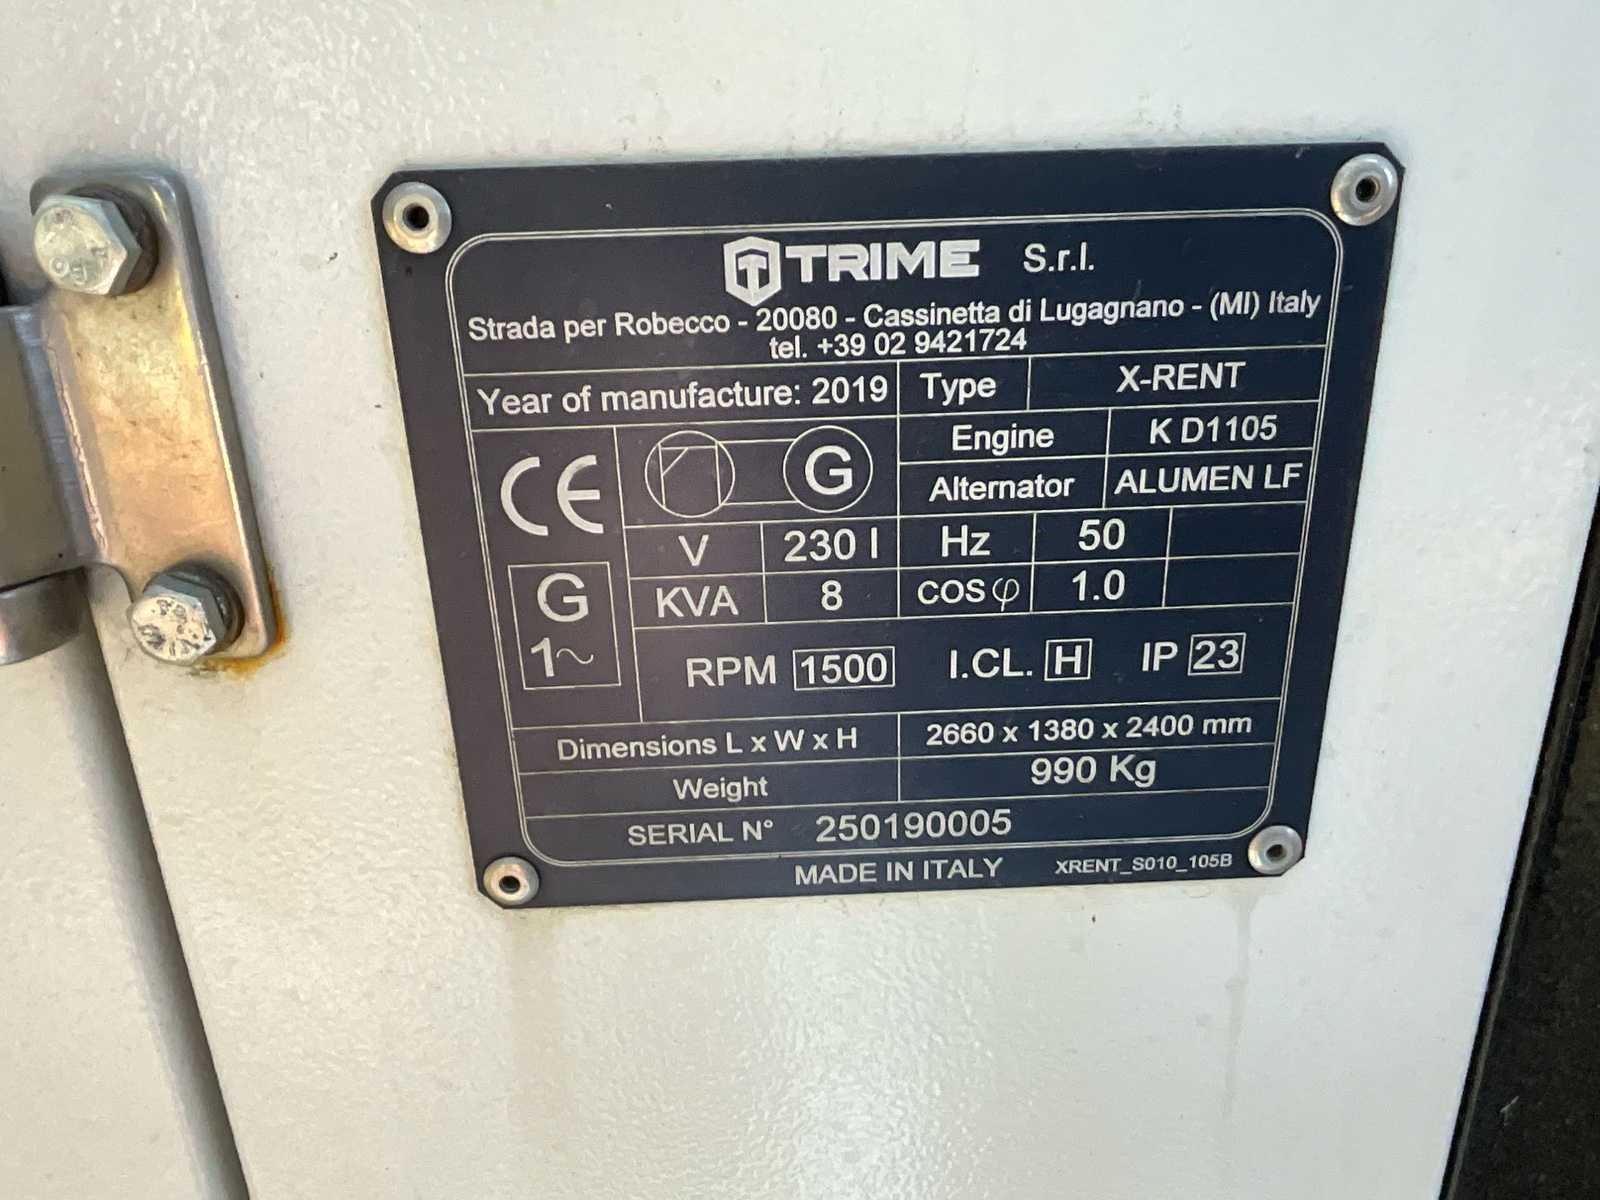 TRIME S.r.l.
Strada per Robecco - 20080 - Cassinetta di Lugagnano - (MI) Italy
tel. +39 02 9421724
Year of manufacture: 2019 Type X-RENT
Engine K D1105
CE G Alternator ALUMEN LF
V 230 I Hz 50
G KVA 8 COS φ 1.0
1~ RPM 1500 I.CL. H IP 23
Dimensions L x W x H 2660 x 1380 x 2400 mm
Weight 990 Kg
SERIAL N° 250190005
MADE IN ITALY XRENT_S010_105B